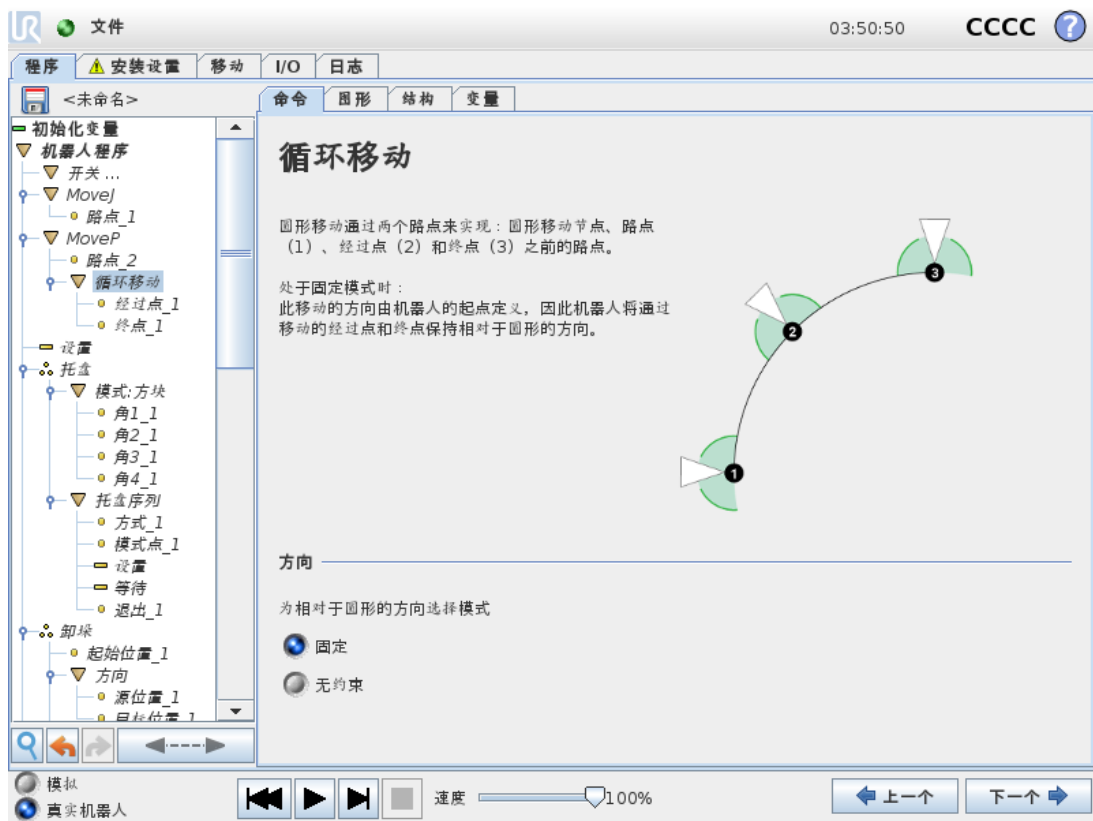 UR 文件 03:50:50 CCCC ?
程序 安装设置 移动 I/O 日志
<未命名>
命令 图形 结构 变量
初始化变量
机器人程序
开关 ...
MoveJ
路点_1
MoveP
路点_2
循环移动
经过点_1
终点_1
设置
托盘
模式:方块
角1_1
角2_1
角3_1
角4_1
托盘序列
方式_1
模式点_1
设置
等待
退出_1
卸垛
起始位置_1
方向
源位置_1
目标位置_1
循环移动
圆形移动通过两个路点来实现：圆形移动节点、路点
（1）、经过点（2）和终点（3）之前的路点。
处于固定模式时：
此移动的方向由机器人的起点定义，因此机器人将通过
移动的经过点和终点保持相对于圆形的方向。
3
2
1
方向
为相对于圆形的方向选择模式
固定
无约束
模拟
真实机器人
速度 100%
上一个 下一个